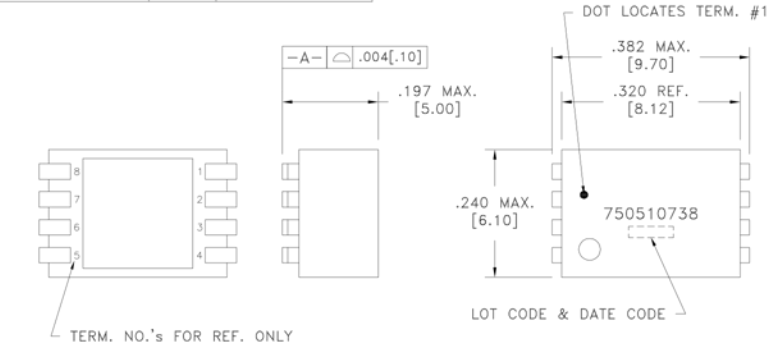 DOT LOCATES TERM. #1
-A- ⌓ .004[.10]
.197 MAX.
[5.00]
.382 MAX.
[9.70]
.320 REF.
[8.12]
8 1
7 2
6 3
5 4
.240 MAX.
[6.10]
750510738
LOT CODE & DATE CODE
TERM. NO.'s FOR REF. ONLY